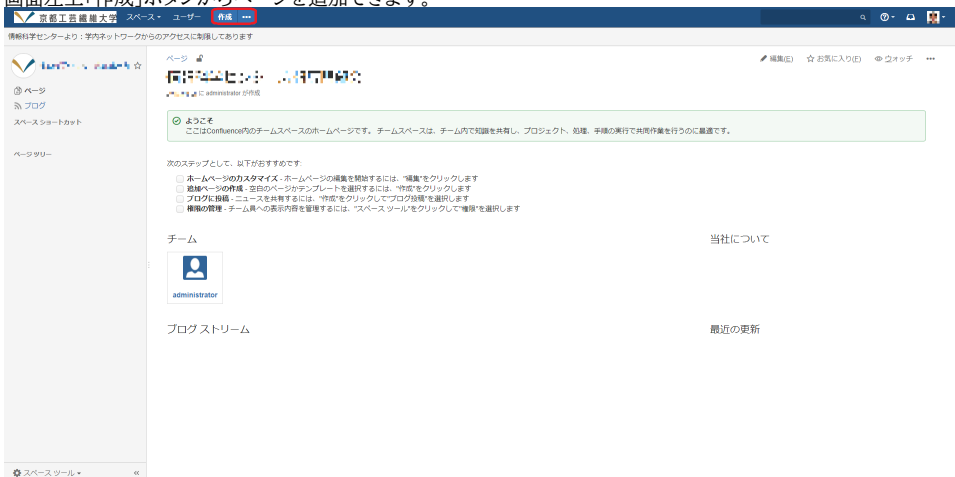 画面左上「作成」ボタンからページを追加できます。
京都工芸繊維大学 スペース ユーザー 作成 •••
情報科学センターより：学内ネットワークからのアクセスに制限してあります
ページ
編集(E) お気に入り(F) ウォッチ •••
ページ
ブログ
スペース ショートカット
ページ ツリー
に administrator が作成
ようこそ
ここはConfluence内のチームスペースのホームページです。 チームスペースは、チーム内で知識を共有し、プロジェクト、処理、手順の実行で共同作業を行うのに最適です。
次のステップとして、以下がおすすめです:
ホームページのカスタマイズ - ホームページの編集を開始するには、"編集"をクリックします
追加ページの作成 - 空白のページかテンプレートを選択するには、"作成"をクリックします
ブログに投稿 - ニュースを共有するには、"作成"をクリックして"ブログ投稿"を選択します
権限の管理 - チーム員への表示内容を管理するには、"スペース ツール"をクリックして"権限"を選択します
チーム
当社について
administrator
ブログ ストリーム
最近の更新
スペース ツール «